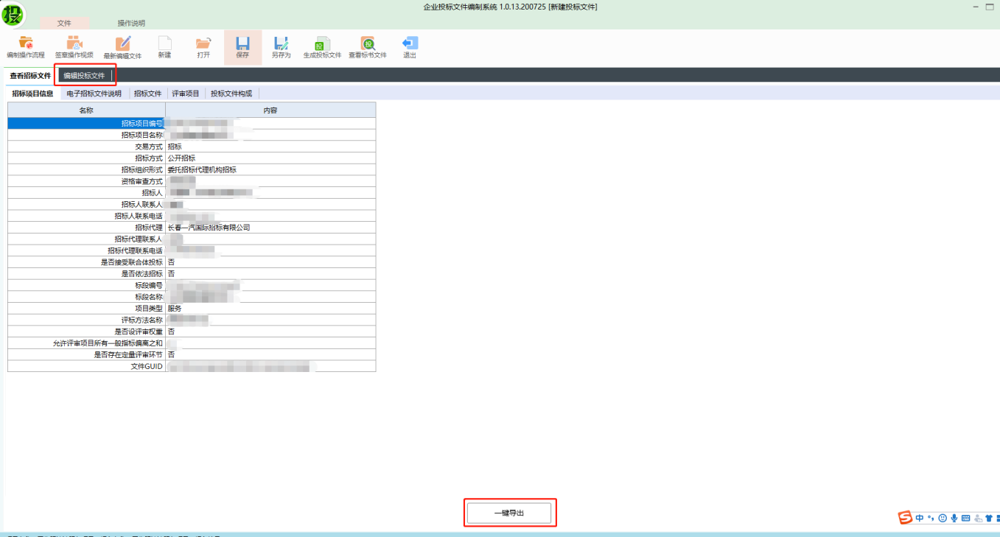 企业投标文件编制系统 1.0.13.200725 [新建投标文件]
投
文件 操作说明
编制操作流程 签章操作视频 最新编辑文件 新建 打开 保存 另存为 生成投标文件 查看标书文件 退出
查看招标文件 编辑投标文件
招标项目信息 电子招标文件说明 招标文件 评审项目 投标文件构成
名称 内容
招标项目编号
招标项目名称
交易方式 招标
招标方式 公开招标
招标组织形式 委托招标代理机构招标
资格审查方式
招标人
招标人联系人
招标人联系电话
招标代理 长春一汽国际招标有限公司
招标代理联系人
招标代理联系电话
是否接受联合体投标 否
是否依法招标 否
标段编号
标段名称
项目类型 服务
评标方法名称
是否设评审权重 否
允许评审项目所有一般指标偏离之和
是否存在定量评审环节 否
文件GUID
一键导出
中